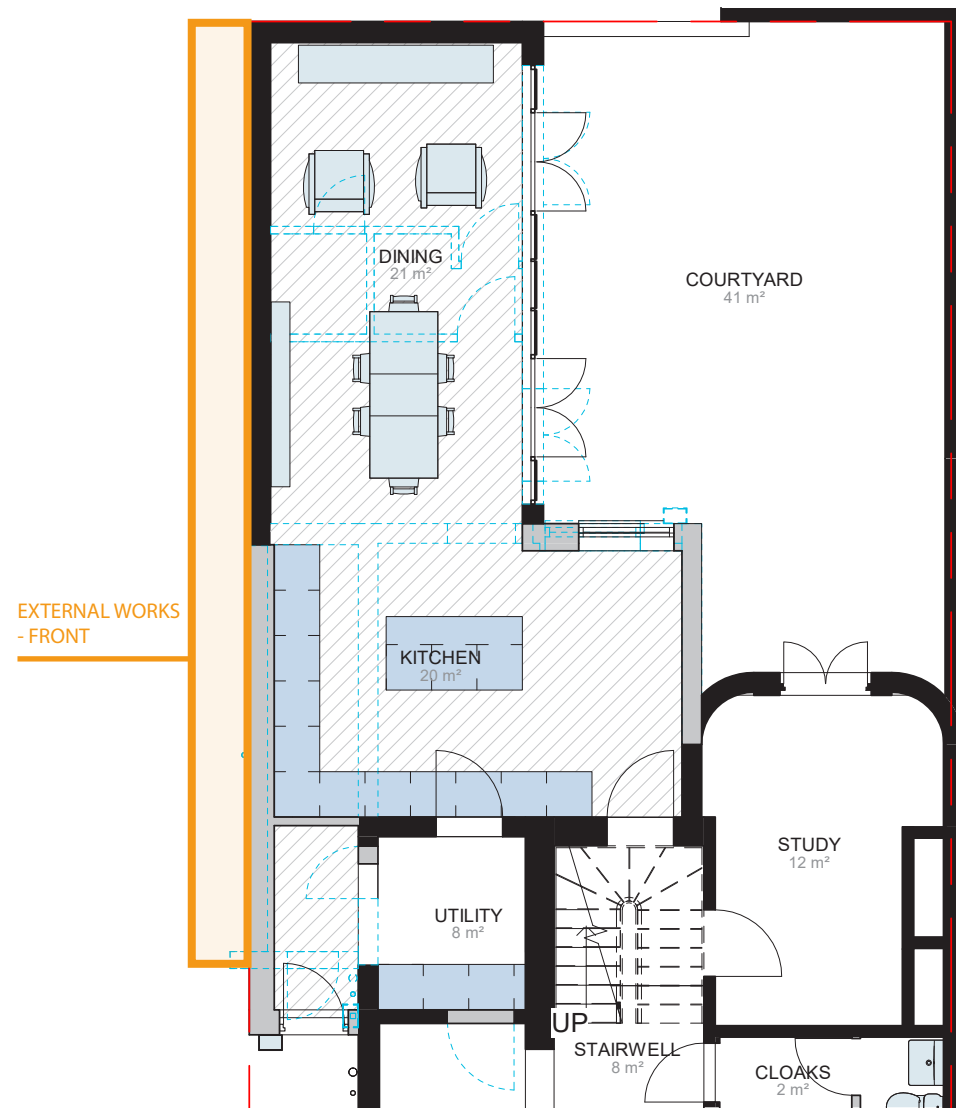 DINING
21 m²
COURTYARD
41 m²
EXTERNAL WORKS
- FRONT
KITCHEN
20 m²
STUDY
12 m²
UTILITY
8 m²
UP
STAIRWELL
8 m²
CLOAKS
2 m²